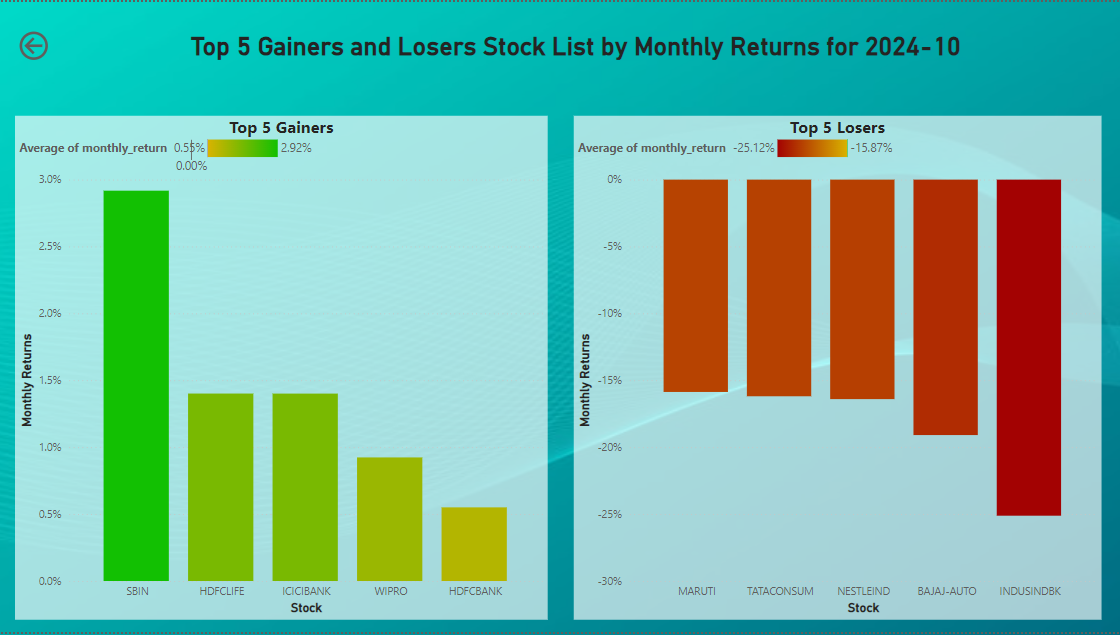 Top 5 Gainers and Losers Stock List by Monthly Returns for 2024-10
Top 5 Gainers
Average of monthly_return 0.55% 2.92%
0.00%
Monthly Returns
3.0%
2.5%
2.0%
1.5%
1.0%
0.5%
0.0%
SBIN HDFCLIFE ICICIBANK WIPRO HDFCBANK
Stock
Top 5 Losers
Average of monthly_return -25.12% -15.87%
Monthly Returns
0%
-5%
-10%
-15%
-20%
-25%
-30%
MARUTI TATACONSUM NESTLEIND BAJAJ-AUTO INDUSINDBK
Stock